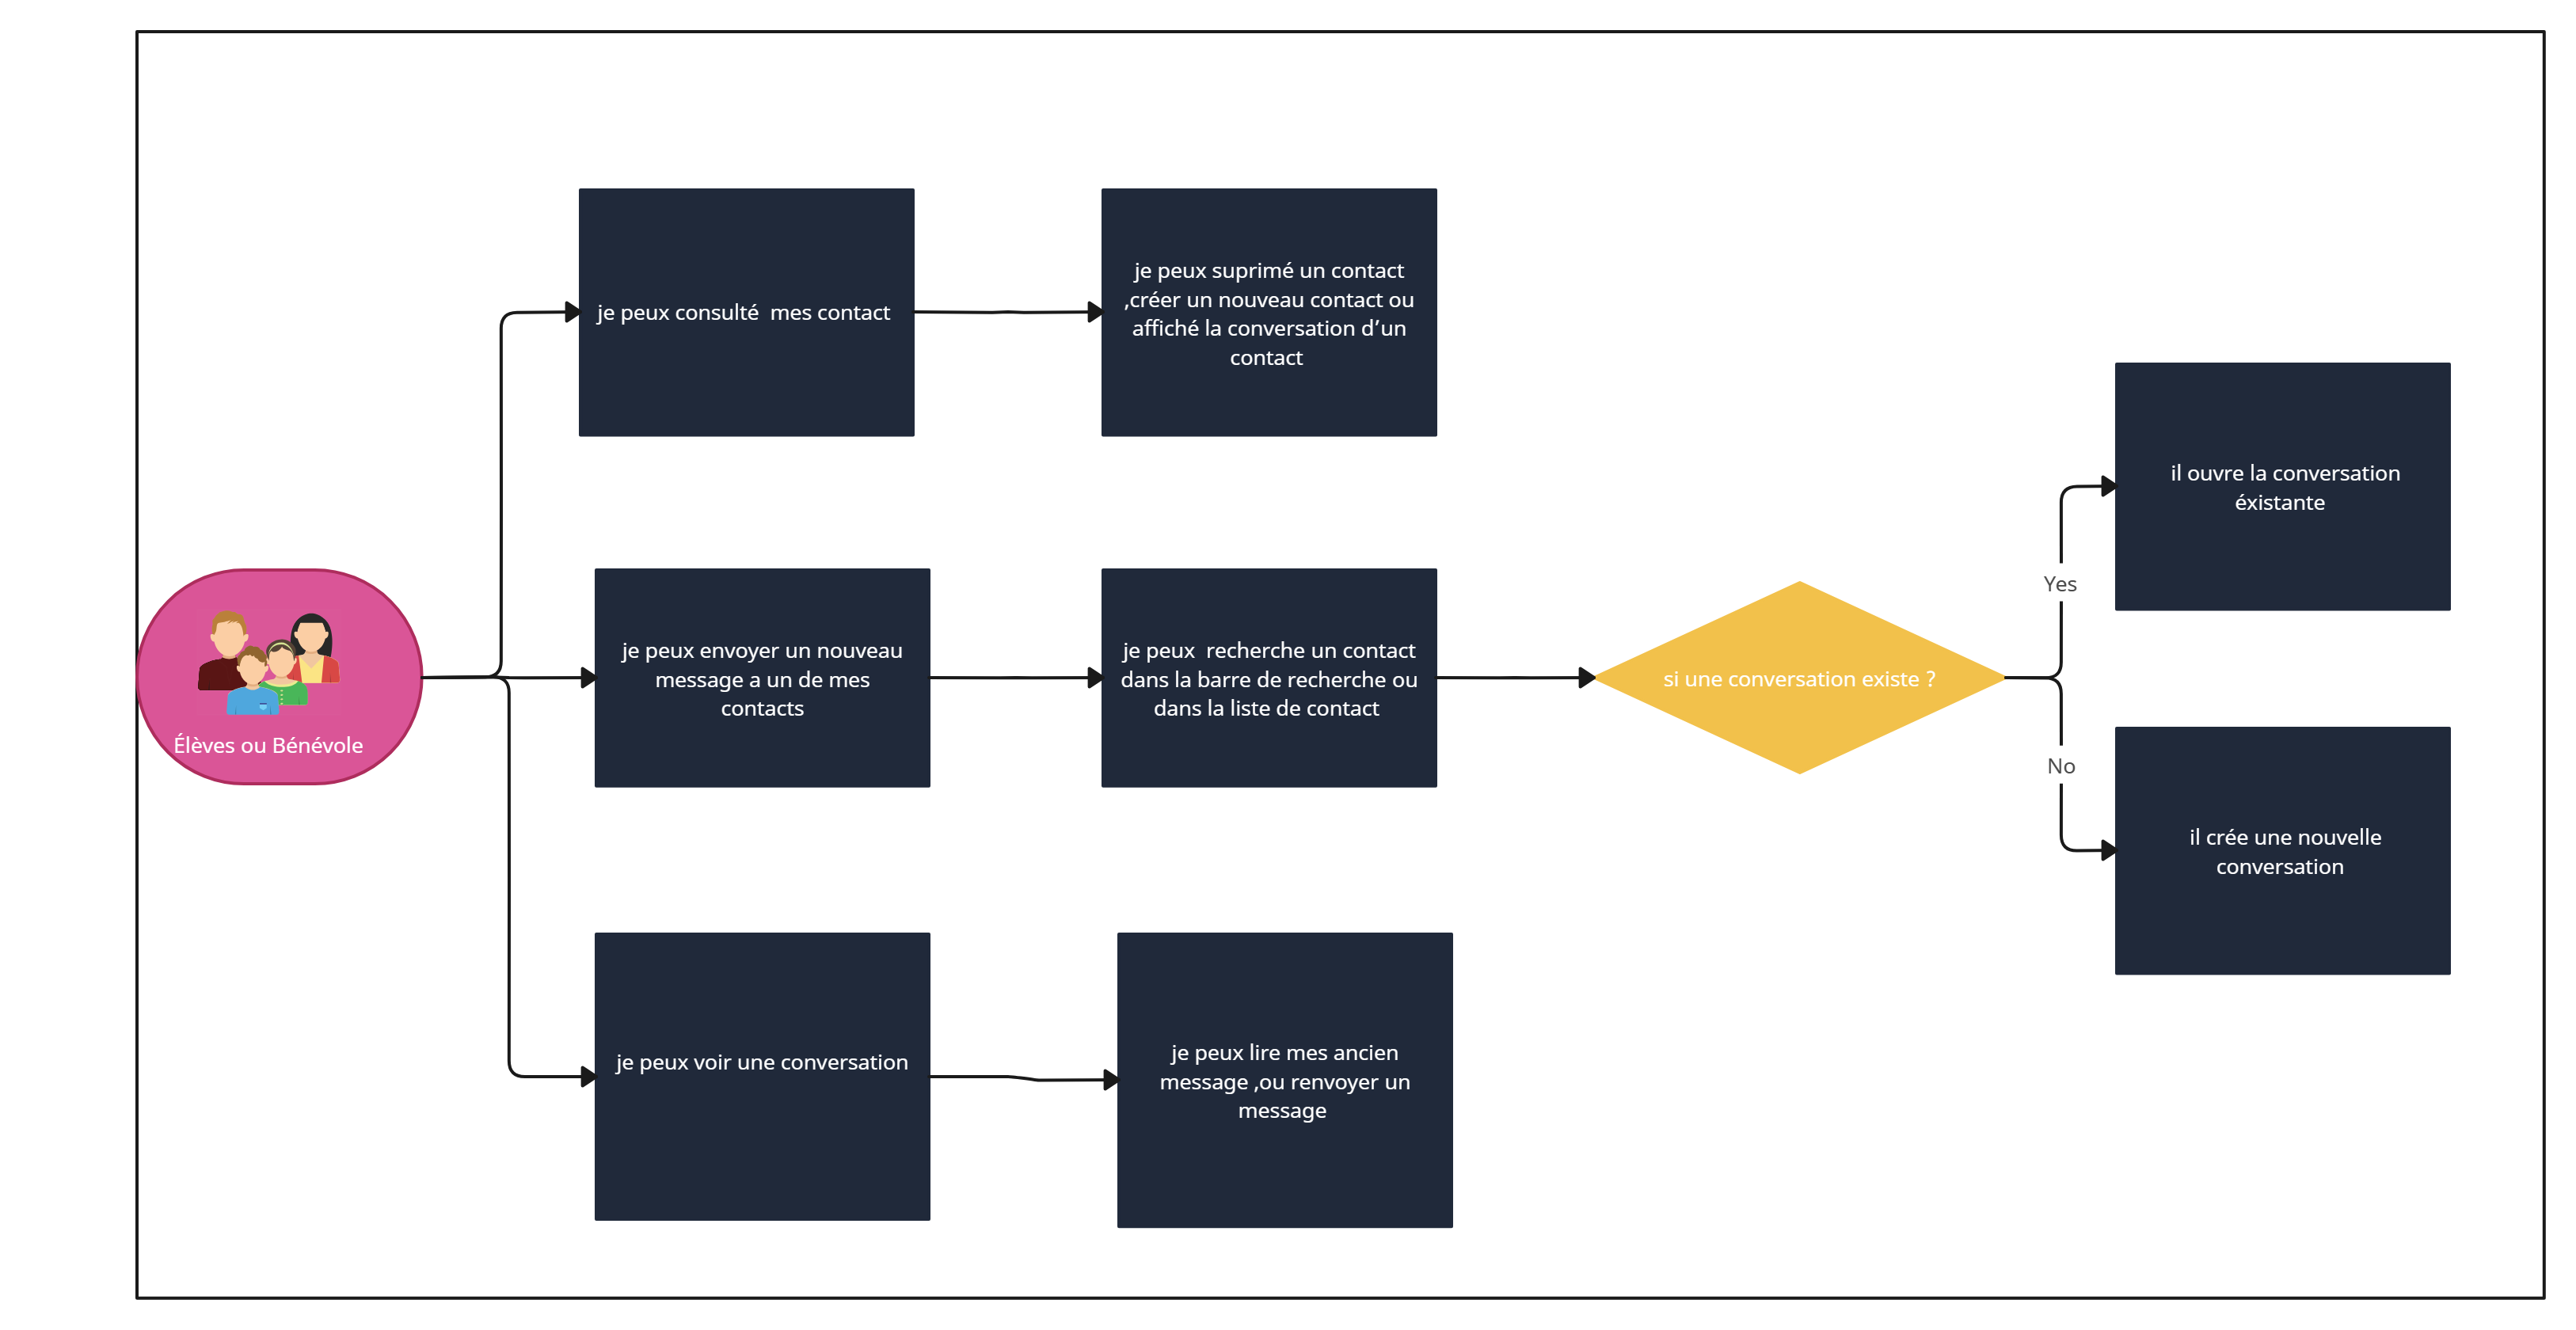 je peux consulté  mes contact
je peux suprimé un contact
,créer un nouveau contact ou
affiché la conversation d’un
contact
il ouvre la conversation
éxistante
Yes
Élèves ou Bénévole
je peux envoyer un nouveau
message a un de mes
contacts
je peux  recherche un contact
dans la barre de recherche ou
dans la liste de contact
si une conversation existe ?
No
il crée une nouvelle
conversation
je peux voir une conversation
je peux lire mes ancien
message ,ou renvoyer un
message